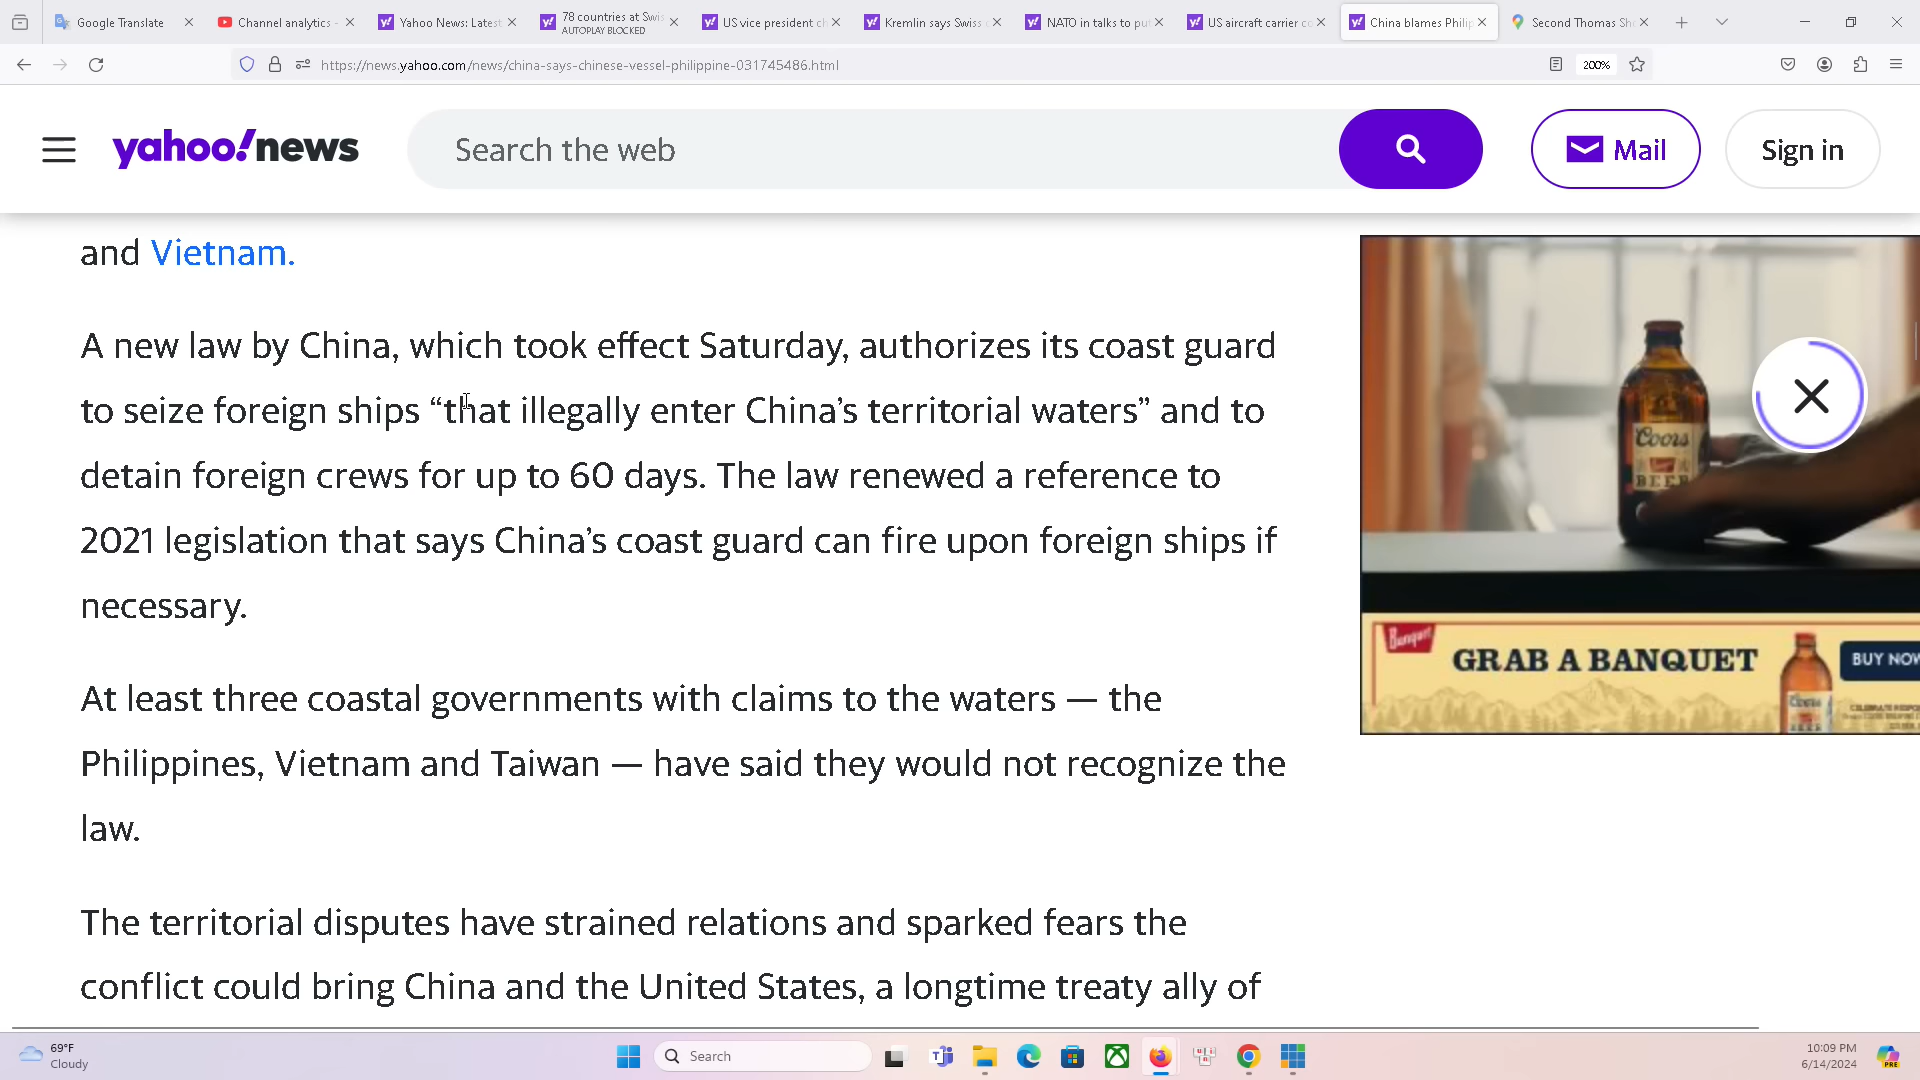 Google Translate
Channel analytics -
Yahoo News: Latest
78 countries at Swis
AUTOPLAY BLOCKED
US vice president ch
Kremlin says Swiss c
NATO in talks to pu
US aircraft carrier co
China blames Philip
Second Thomas Sh
https://news.yahoo.com/news/china-says-chinese-vessel-philippine-031745486.html
200%
yahoo!news
Search the web
Mail
Sign in
and Vietnam.
A new law by China, which took effect Saturday, authorizes its coast guard
to seize foreign ships “that illegally enter China’s territorial waters” and to
detain foreign crews for up to 60 days. The law renewed a reference to
2021 legislation that says China’s coast guard can fire upon foreign ships if
necessary.
At least three coastal governments with claims to the waters — the
Philippines, Vietnam and Taiwan — have said they would not recognize the
law.
The territorial disputes have strained relations and sparked fears the
conflict could bring China and the United States, a longtime treaty ally of
Coors
BEER
Banquet
GRAB A BANQUET
BUY NOW
69°F
Cloudy
Search
10:09 PM
6/14/2024
PRE